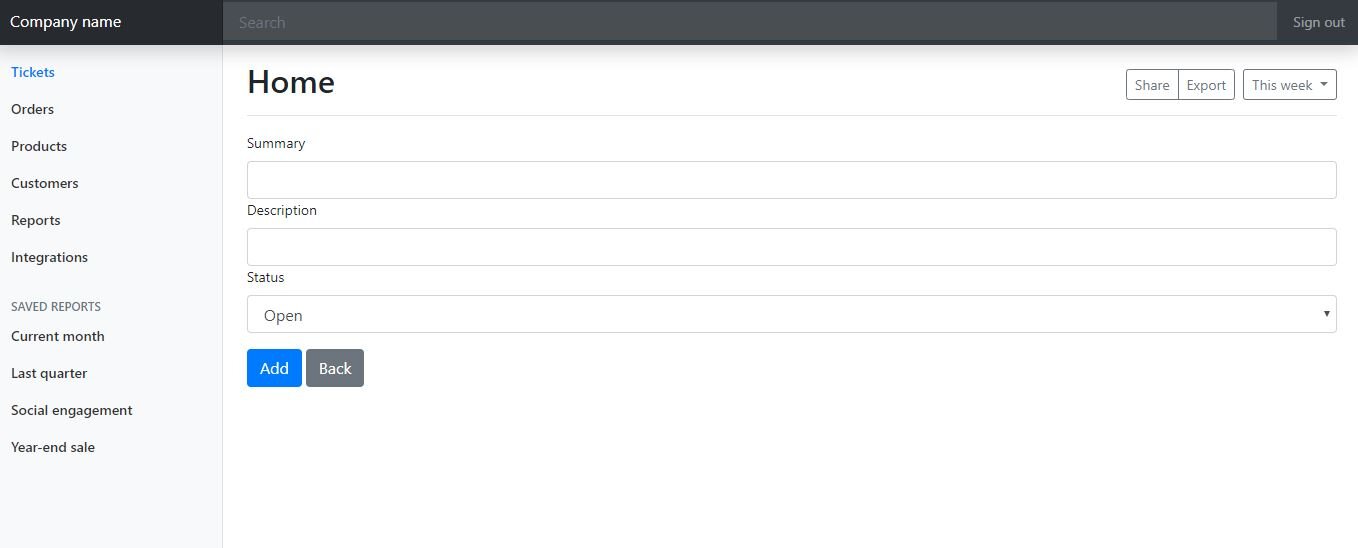 Company name
Search
Sign out
Tickets
Orders
Products
Customers
Reports
Integrations
SAVED REPORTS
Current month
Last quarter
Social engagement
Year-end sale
Home
Share
Export
This week
Summary
Description
Status
Open
Add
Back